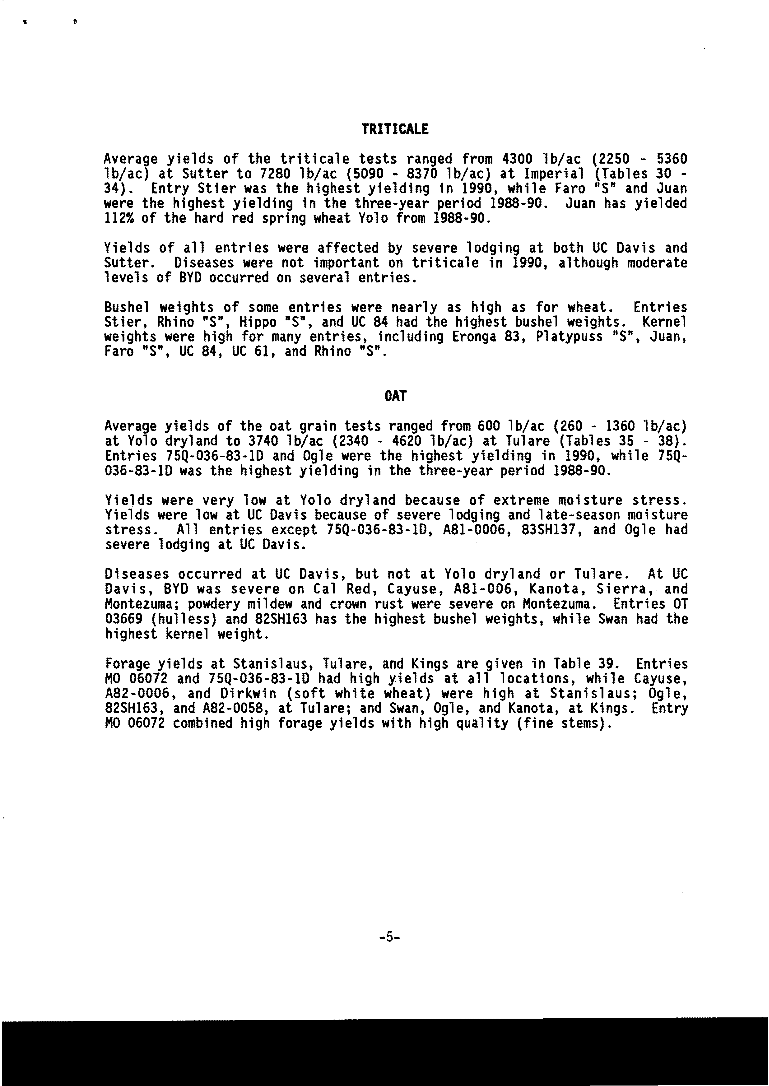 TRITICALE
Average yields of the triticale tests ranged from 4300 lb/ac (2250 - 5360
lb/ac) at Sutter to 7280 lb/ac (5090 - 8370 lb/ac) at Imperial (Tables 30 -
34). Entry Stier was the highest yielding in 1990, while Faro "S" and Juan
were the highest yielding in the three-year period 1988-90. Juan has yielded
112% of the hard red spring wheat Yolo from 1988-90.
Yields of all entries were affected by severe lodging at both UC Davis and
Sutter. Diseases were not important on triticale in 1990, although moderate
levels of BYD occurred on several entries.
Bushel weights of some entries were nearly as high as for wheat. Entries
Stier, Rhino "S", Hippo "S", and UC 84 had the highest bushel weights. Kernel
weights were high for many entries, including Eronga 83, Platypuss "S", Juan,
Faro "S", UC 84, UC 61, and Rhino "S".
OAT
Average yields of the oat grain tests ranged from 600 lb/ac (260 - 1360 lb/ac)
at Yolo dryland to 3740 lb/ac (2340 - 4620 lb/ac) at Tulare (Tables 35 - 38).
Entries 75Q-036-83-1D and Ogle were the highest yielding in 1990, while 75Q-
036-83-1D was the highest yielding in the three-year period 1988-90.
Yields were very low at Yolo dryland because of extreme moisture stress.
Yields were low at UC Davis because of severe lodging and late-season moisture
stress. All entries except 75Q-036-83-1D, A81-0006, 83SH137, and Ogle had
severe lodging at UC Davis.
Diseases occurred at UC Davis, but not at Yolo dryland or Tulare. At UC
Davis, BYD was severe on Cal Red, Cayuse, A81-006, Kanota, Sierra, and
Montezuma; powdery mildew and crown rust were severe on Montezuma. Entries OT
03669 (hulless) and 82SH163 has the highest bushel weights, while Swan had the
highest kernel weight.
Forage yields at Stanislaus, Tulare, and Kings are given in Table 39. Entries
MO 06072 and 75Q-036-83-1D had high yields at all locations, while Cayuse,
A82-0006, and Dirkwin (soft white wheat) were high at Stanislaus; Ogle,
82SH163, and A82-0058, at Tulare; and Swan, Ogle, and Kanota, at Kings. Entry
MO 06072 combined high forage yields with high quality (fine stems).
-5-